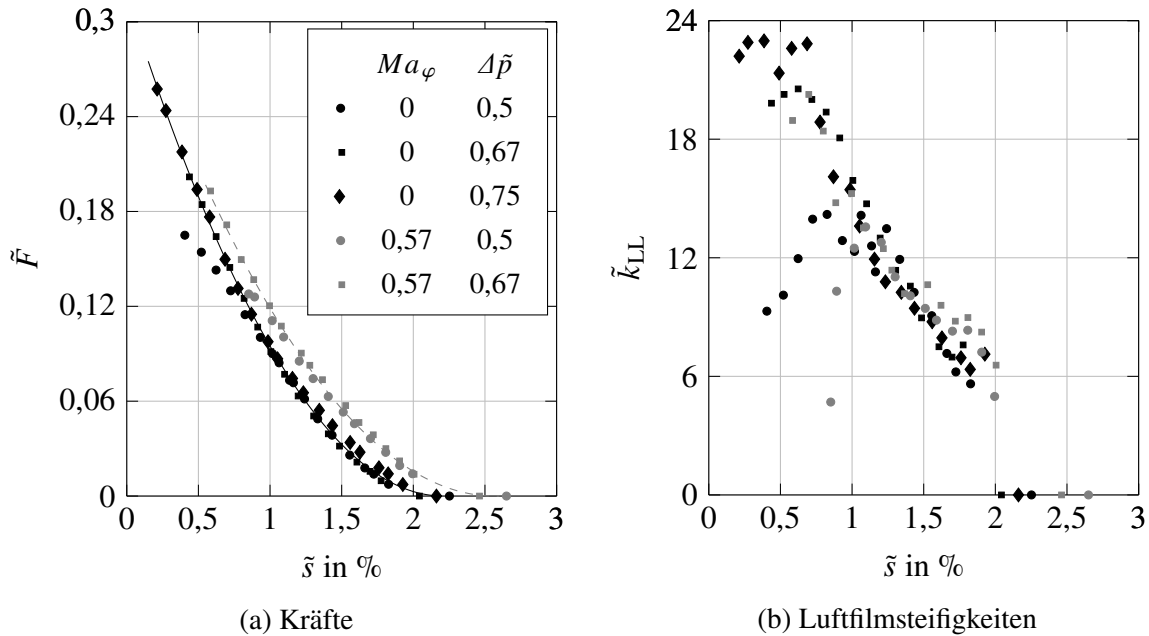 0,3
0,24
0,18
0,12
0,06
0
F̃
0 0,5 1 1,5 2 2,5 3
s̃ in %
Ma_φ Δp̃
0 0,5
0 0,67
0 0,75
0,57 0,5
0,57 0,67
(a) Kräfte
24
18
12
6
0
k̃_LL
0 0,5 1 1,5 2 2,5 3
s̃ in %
(b) Luftfilmsteifigkeiten